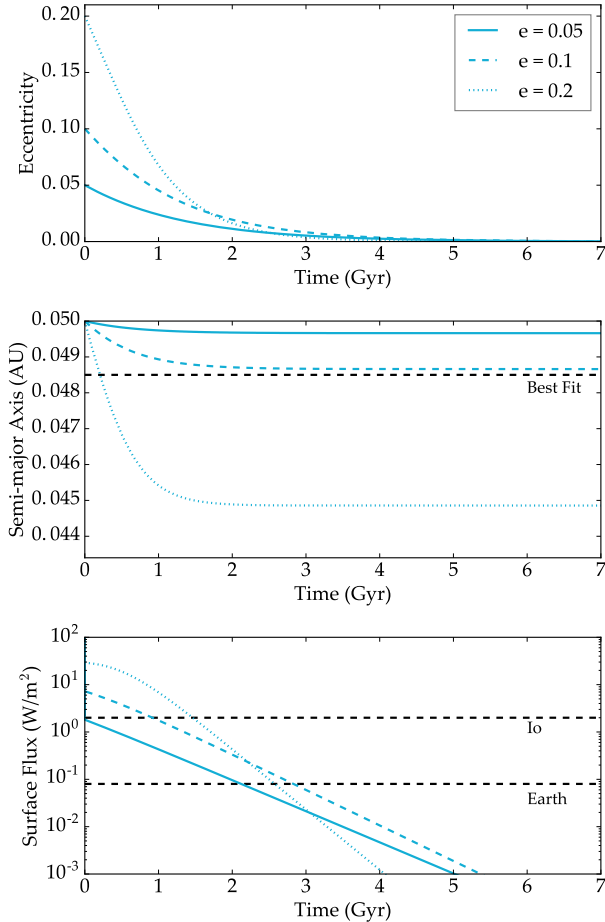 0.20
0.15
0.10
0.05
0.00
Eccentricity
e = 0.05
e = 0.1
e = 0.2
0 1 2 3 4 5 6 7
Time (Gyr)
0.050
0.049
0.048
0.047
0.046
0.045
0.044
Semi-major Axis (AU)
Best Fit
0 1 2 3 4 5 6 7
Time (Gyr)
10²
10¹
10⁰
10⁻¹
10⁻²
10⁻³
Surface Flux (W/m²)
Io
Earth
0 1 2 3 4 5 6 7
Time (Gyr)